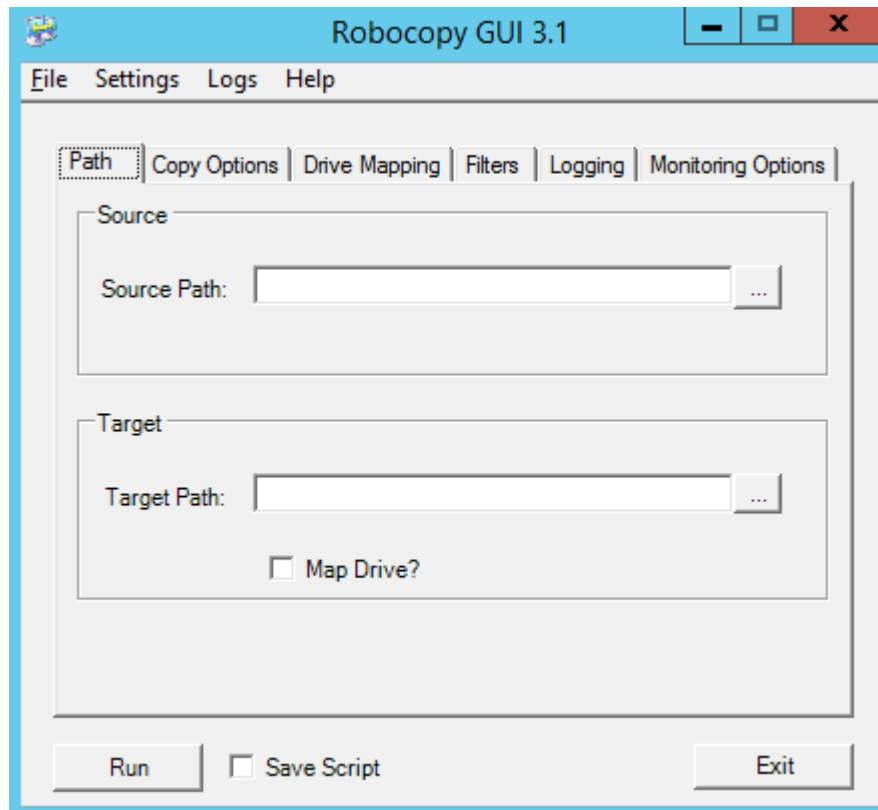 Robocopy GUI 3.1
File Settings Logs Help
Path Copy Options Drive Mapping Filters Logging Monitoring Options
Source
Source Path: ...
Target
Target Path: ...
Map Drive?
Run Save Script Exit